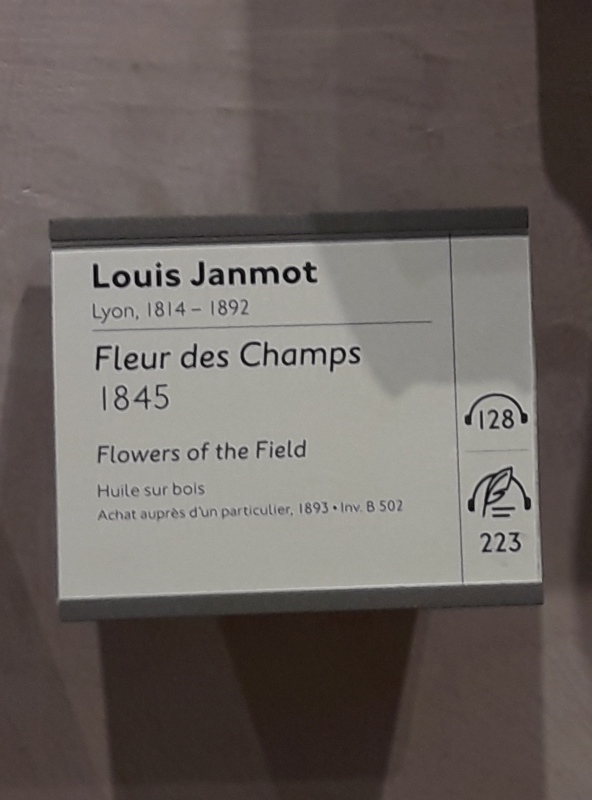 Louis Janmot
Lyon, 1814 – 1892
Fleur des Champs
1845
Flowers of the Field
Huile sur bois
Achat auprès d'un particulier, 1893 • Inv. B 502
128
223